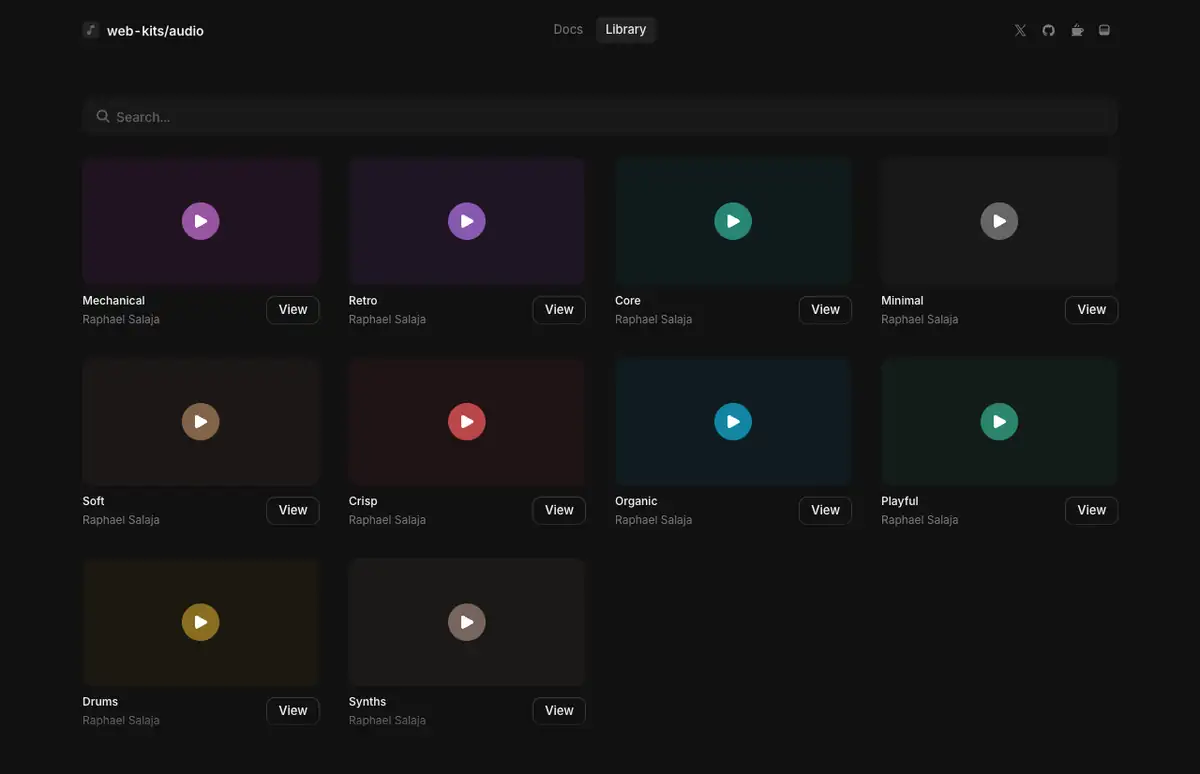 web-kits/audio
Docs
Library
Search...
Mechanical
Raphael Salaja
View
Retro
Raphael Salaja
View
Core
Raphael Salaja
View
Minimal
Raphael Salaja
View
Soft
Raphael Salaja
View
Crisp
Raphael Salaja
View
Organic
Raphael Salaja
View
Playful
Raphael Salaja
View
Drums
Raphael Salaja
View
Synths
Raphael Salaja
View